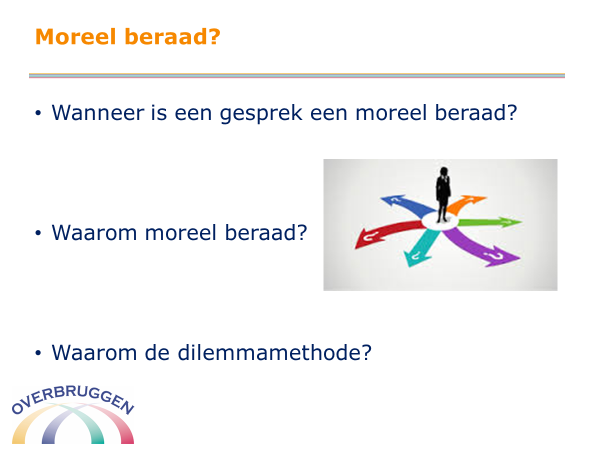 Moreel beraad?
• Wanneer is een gesprek een moreel beraad?
• Waarom moreel beraad?
? ? ? ? ? ?
• Waarom de dilemmamethode?
OVERBRUGGEN